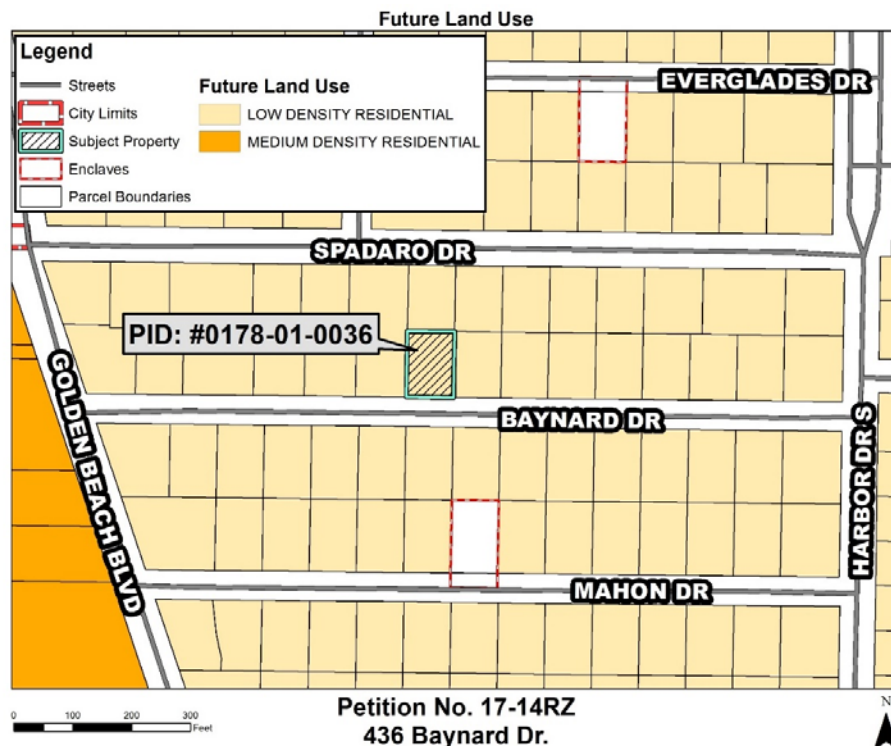 Future Land Use
Legend
Streets
City Limits
Subject Property
Enclaves
Parcel Boundaries
Future Land Use
LOW DENSITY RESIDENTIAL
MEDIUM DENSITY RESIDENTIAL
EVERGLADES DR
SPADARO DR
PID: #0178-01-0036
GOLDEN BEACH BLVD
BAYNARD DR
HARBOR DR S
MAHON DR
0 100 200 300
Feet
Petition No. 17-14RZ
436 Baynard Dr.
N